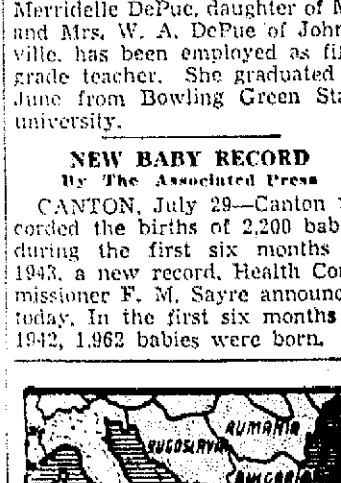 Merridelle DePue, daughter of M
and Mrs. W. A. DePue of John
ville, has been employed as fi
grade teacher. She graduated
June from Bowling Green Sta
university.
NEW BABY RECORD
By The Associated Press
CANTON, July 29—Canton
corded the births of 2,200 bab
during the first six months
1943, a new record, Health Com
missioner F. M. Sayre announc
today. In the first six months
1942, 1,962 babies were born.
RUMANIA
YUGOSLAVIA
BULGARIA